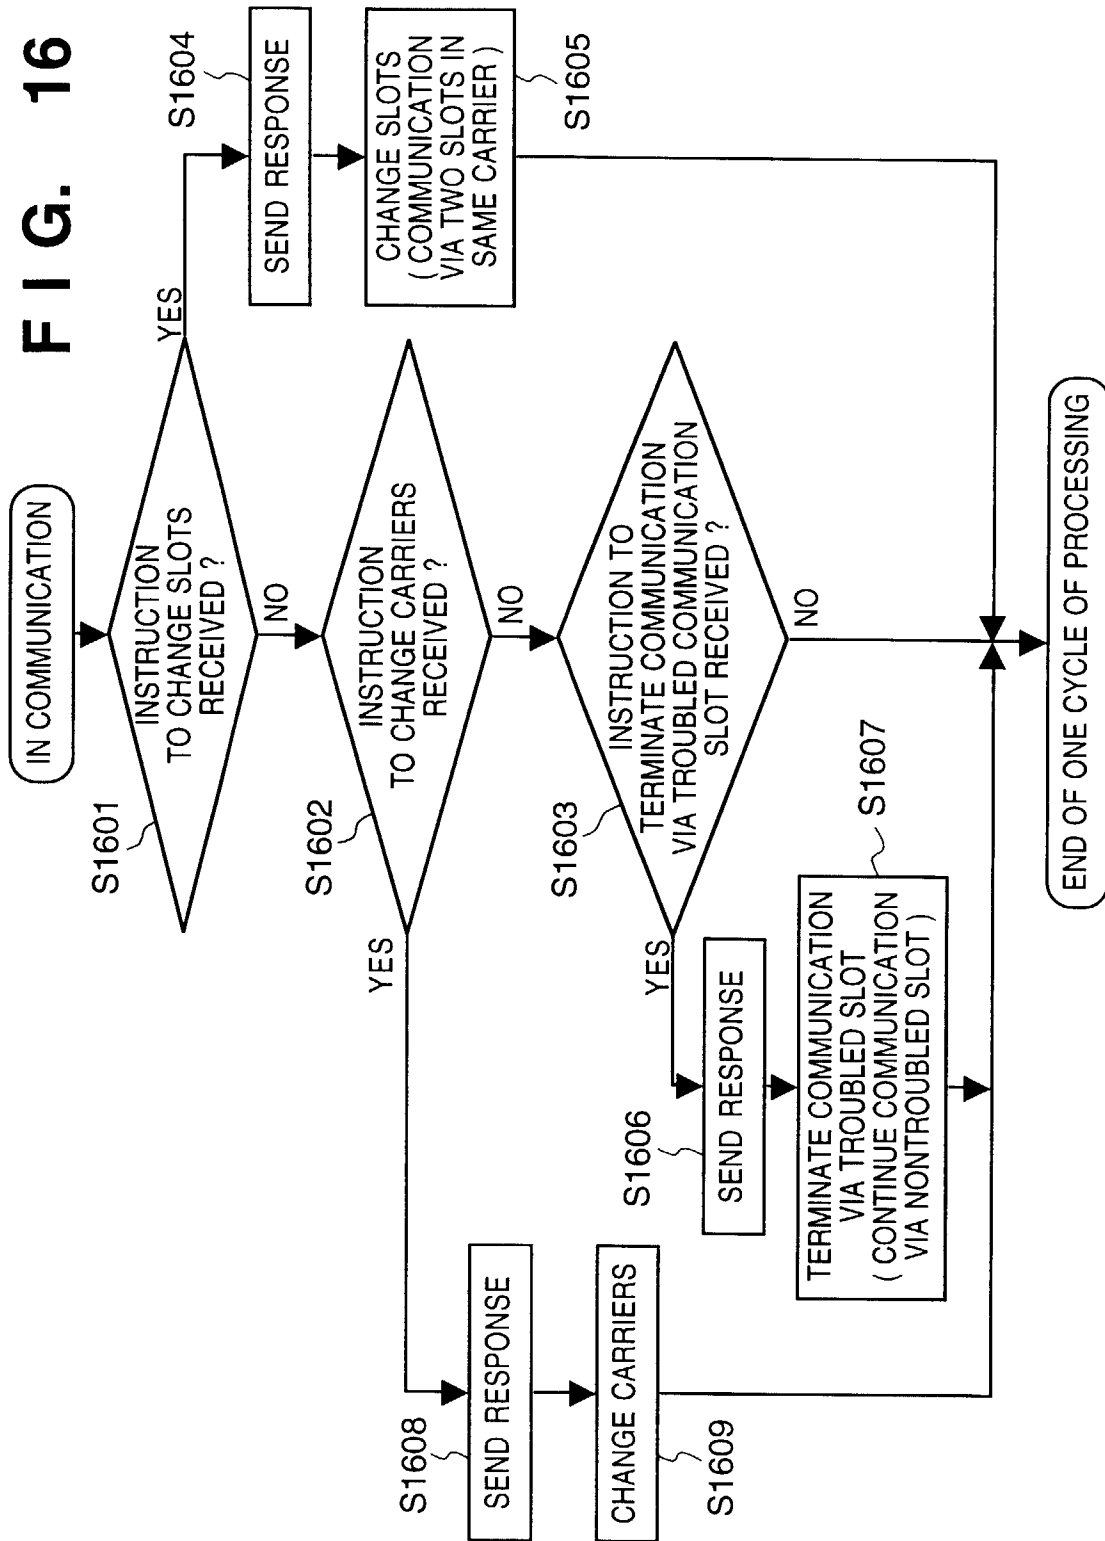 F I G. 16
IN COMMUNICATION
S1601
INSTRUCTION
TO CHANGE SLOTS
RECEIVED ?
YES
NO
S1604
SEND RESPONSE
CHANGE SLOTS
( COMMUNICATION
VIA TWO SLOTS IN
SAME CARRIER )
S1605
S1602
INSTRUCTION
TO CHANGE CARRIERS
RECEIVED ?
YES
NO
S1603
INSTRUCTION TO
TERMINATE COMMUNICATION
VIA TROUBLED COMMUNICATION
SLOT RECEIVED ?
YES
NO
S1606
SEND RESPONSE
TERMINATE COMMUNICATION
VIA TROUBLED SLOT
( CONTINUE COMMUNICATION
VIA NONTROUBLED SLOT )
S1607
S1608
SEND RESPONSE
CHANGE CARRIERS
S1609
END OF ONE CYCLE OF PROCESSING